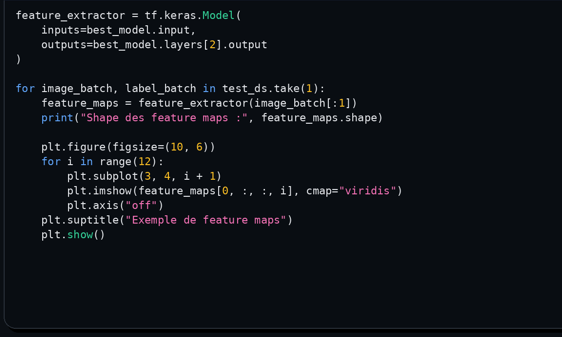 feature_extractor = tf.keras.Model(
    inputs=best_model.input,
    outputs=best_model.layers[2].output
)

for image_batch, label_batch in test_ds.take(1):
    feature_maps = feature_extractor(image_batch[:1])
    print("Shape des feature maps :", feature_maps.shape)

    plt.figure(figsize=(10, 6))
    for i in range(12):
        plt.subplot(3, 4, i + 1)
        plt.imshow(feature_maps[0, :, :, i], cmap="viridis")
        plt.axis("off")
    plt.suptitle("Exemple de feature maps")
    plt.show()